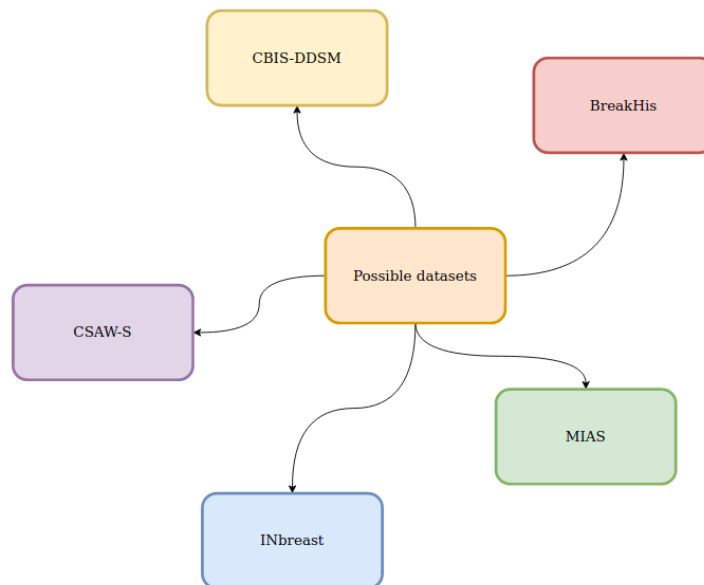 CBIS-DDSM
BreakHis
Possible datasets
CSAW-S
MIAS
INbreast